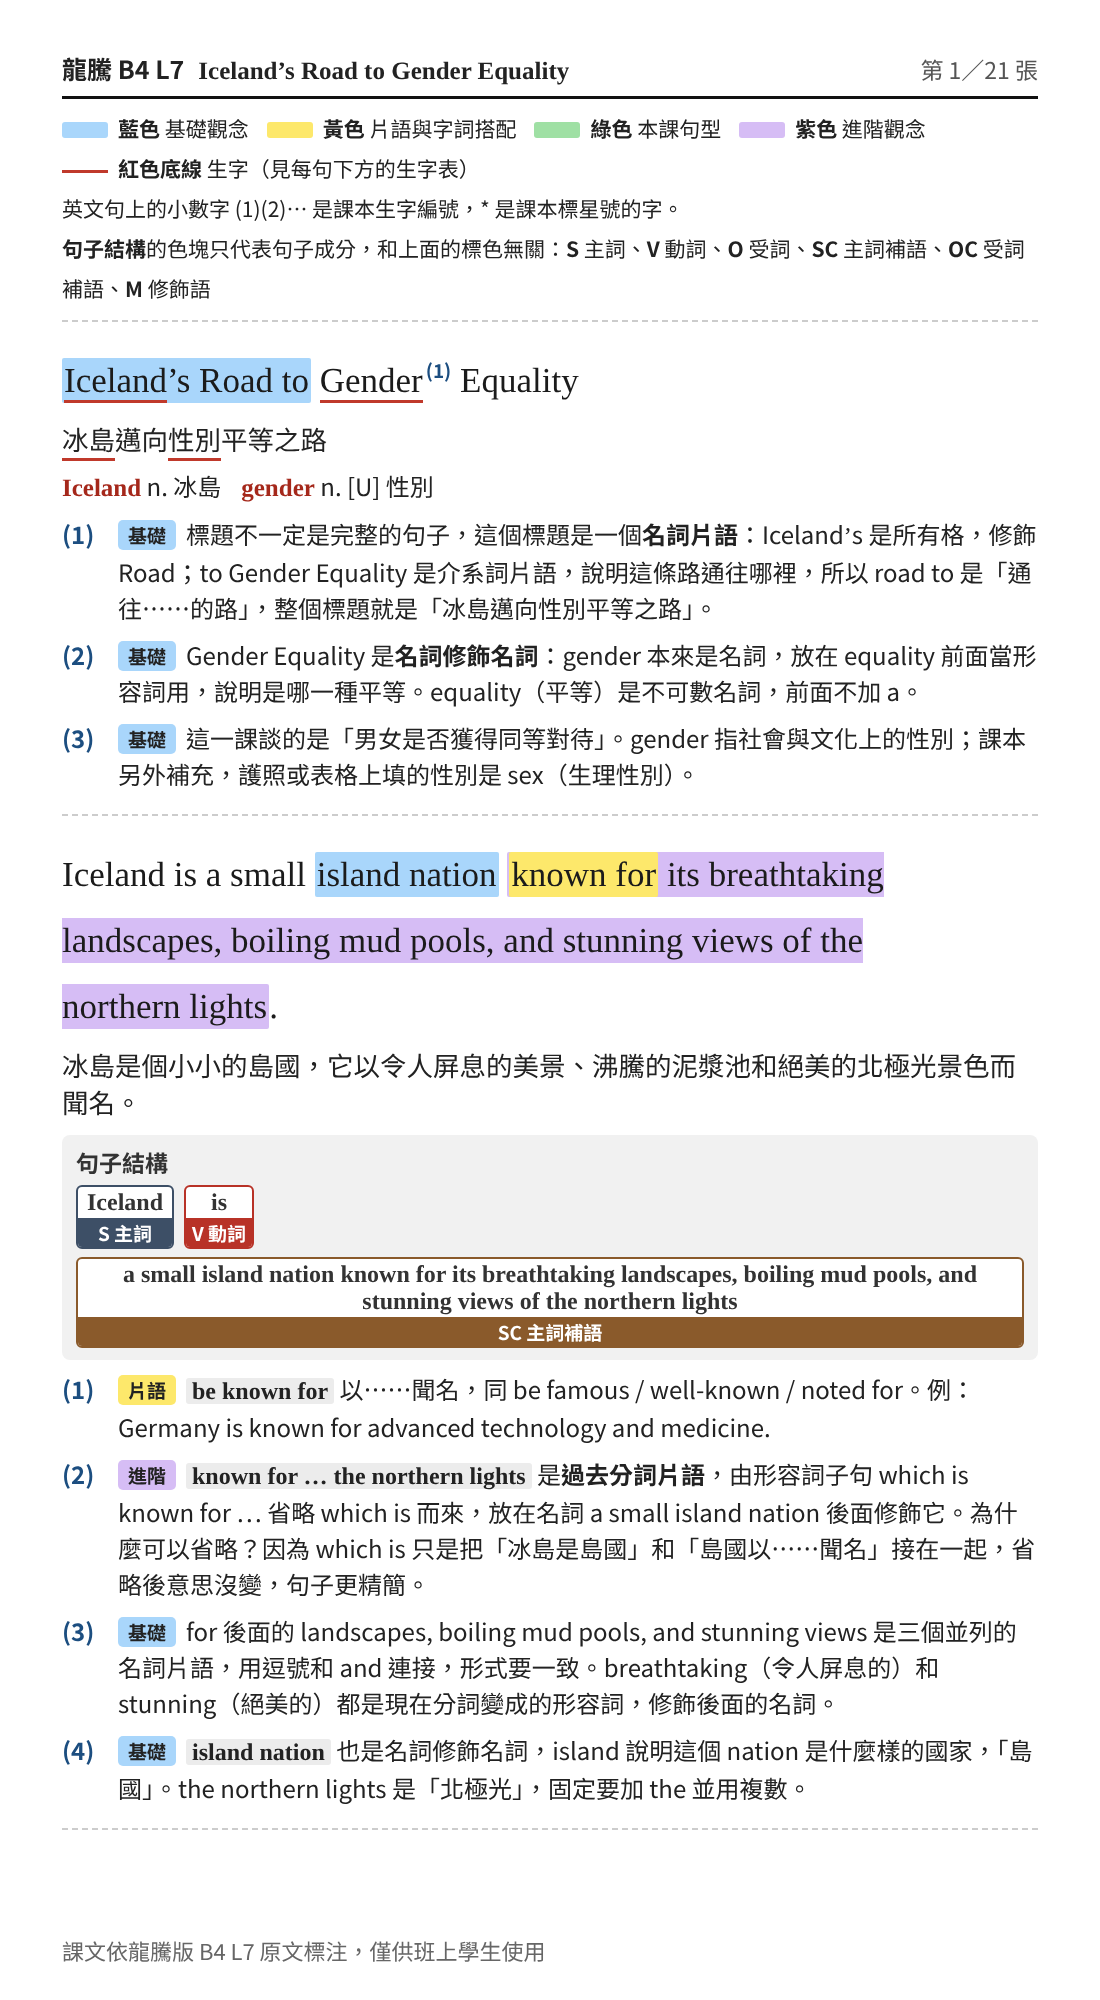 龍騰 B4 L7 Iceland’s Road to Gender Equality 第 1／21 張
藍色 基礎觀念 黃色 片語與字詞搭配 綠色 本課句型 紫色 進階觀念
紅色底線 生字（見每句下方的生字表）
英文句上的小數字 (1)(2)⋯ 是課本生字編號，* 是課本標星號的字。
句子結構的色塊只代表句子成分，和上面的標色無關：S 主詞、V 動詞、O 受詞、SC 主詞補語、OC 受詞
補語、M 修飾語
Iceland’s Road to Gender(1) Equality
冰島邁向性別平等之路
Iceland n. 冰島 gender n. [U] 性別
(1) 基礎 標題不一定是完整的句子，這個標題是一個名詞片語：Iceland’s 是所有格，修飾
Road；to Gender Equality 是介系詞片語，說明這條路通往哪裡，所以 road to 是「通
往⋯⋯的路」，整個標題就是「冰島邁向性別平等之路」。
(2) 基礎 Gender Equality 是名詞修飾名詞：gender 本來是名詞，放在 equality 前面當形
容詞用，說明是哪一種平等。equality（平等）是不可數名詞，前面不加 a。
(3) 基礎 這一課談的是「男女是否獲得同等對待」。gender 指社會與文化上的性別；課本
另外補充，護照或表格上填的性別是 sex（生理性別）。
Iceland is a small island nation known for its breathtaking
landscapes, boiling mud pools, and stunning views of the
northern lights.
冰島是個小小的島國，它以令人屏息的美景、沸騰的泥漿池和絕美的北極光景色而
聞名。
句子結構
Iceland is
S 主詞 V 動詞
a small island nation known for its breathtaking landscapes, boiling mud pools, and
stunning views of the northern lights
SC 主詞補語
(1) 片語 be known for 以⋯⋯聞名，同 be famous / well-known / noted for。例：
Germany is known for advanced technology and medicine.
(2) 進階 known for … the northern lights 是過去分詞片語，由形容詞子句 which is
known for … 省略 which is 而來，放在名詞 a small island nation 後面修飾它。為什
麼可以省略？因為 which is 只是把「冰島是島國」和「島國以⋯⋯聞名」接在一起，省
略後意思沒變，句子更精簡。
(3) 基礎 for 後面的 landscapes, boiling mud pools, and stunning views 是三個並列的
名詞片語，用逗號和 and 連接，形式要一致。breathtaking（令人屏息的）和
stunning（絕美的）都是現在分詞變成的形容詞，修飾後面的名詞。
(4) 基礎 island nation 也是名詞修飾名詞，island 說明這個 nation 是什麼樣的國家，「島
國」。the northern lights 是「北極光」，固定要加 the 並用複數。
課文依龍騰版 B4 L7 原文標注，僅供班上學生使用